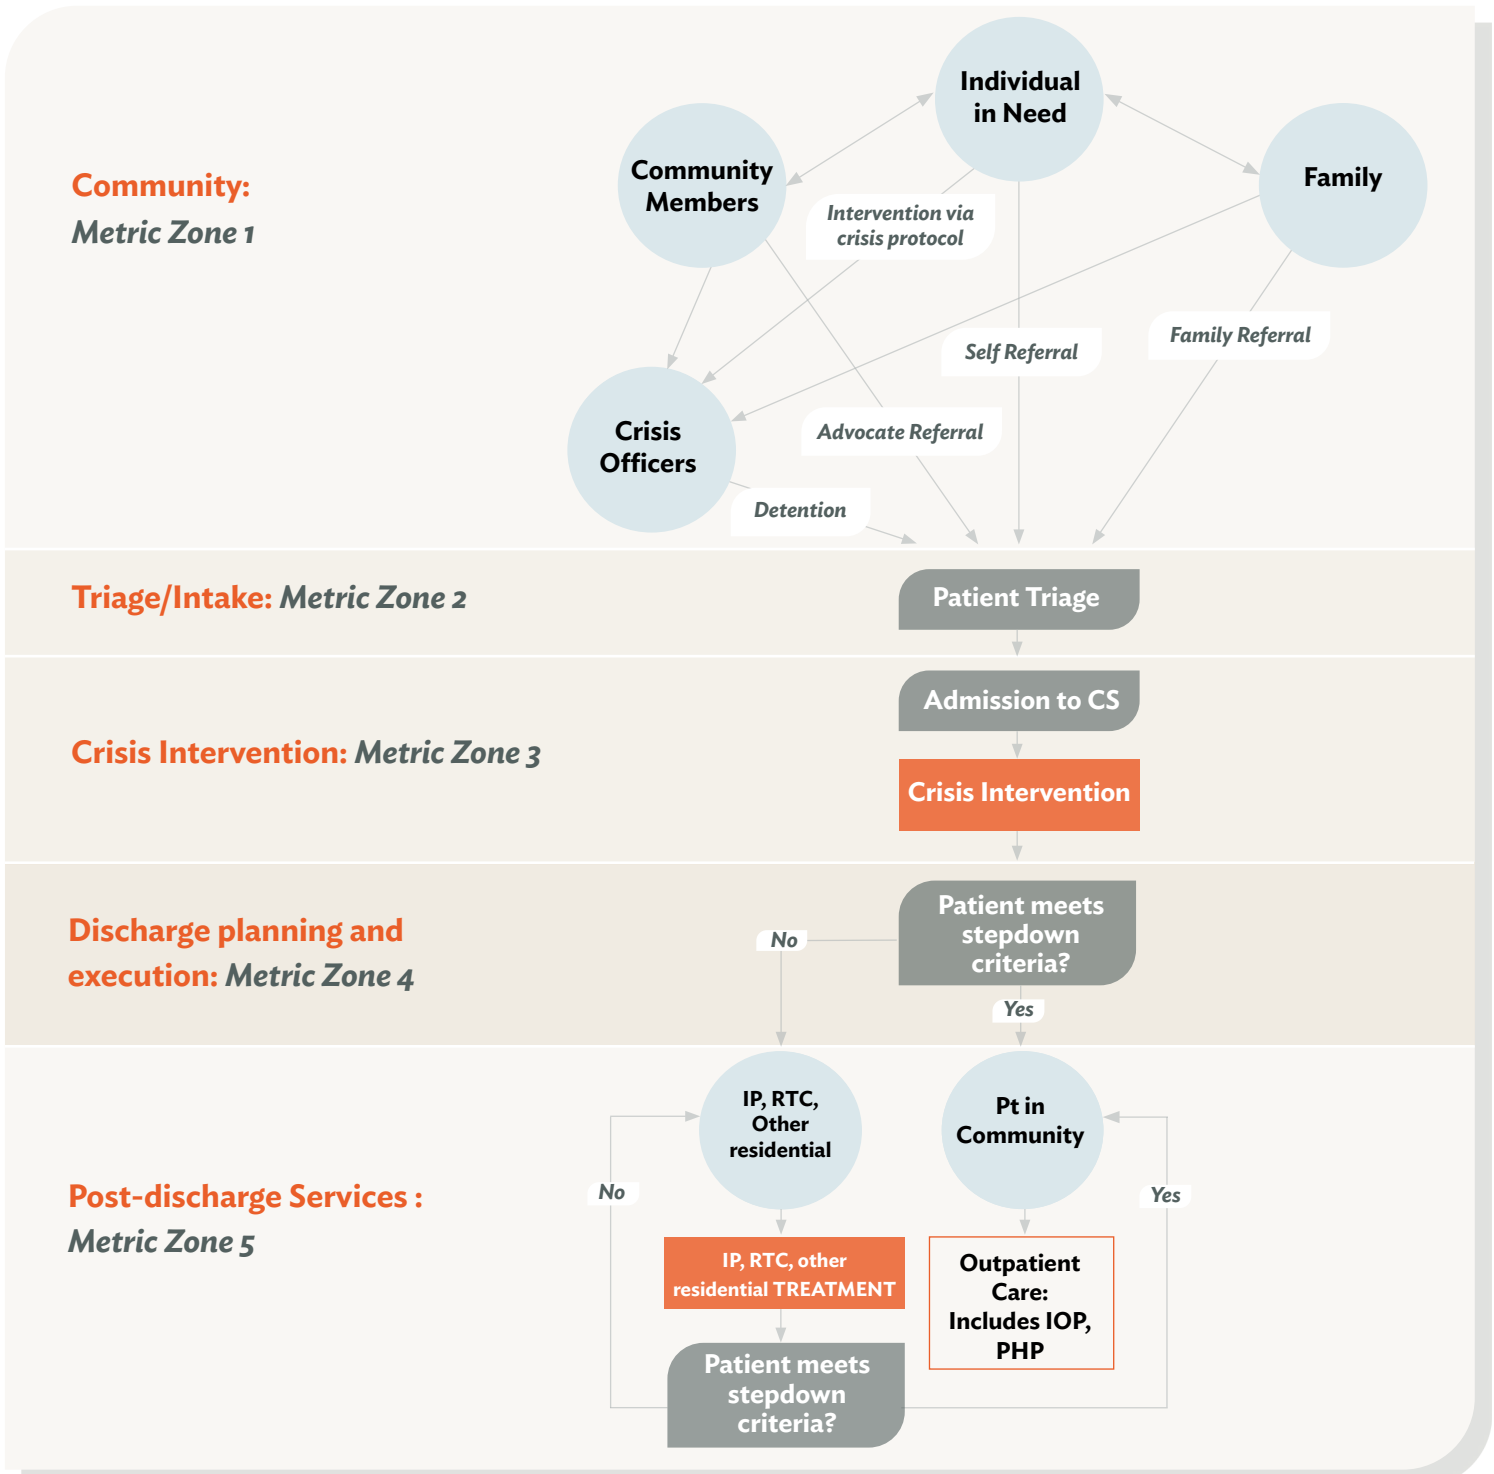 Individual
in Need
Community
Members
Family
Community:
Metric Zone 1
Intervention via
crisis protocol
Self Referral
Family Referral
Crisis
Officers
Advocate Referral
Detention
Triage/Intake: Metric Zone 2
Patient Triage
Admission to CS
Crisis Intervention: Metric Zone 3
Crisis Intervention
Discharge planning and
execution: Metric Zone 4
Patient meets
stepdown
criteria?
No
Yes
IP, RTC,
Other
residential
Pt in
Community
Post-discharge Services :
Metric Zone 5
No
Yes
IP, RTC, other
residential TREATMENT
Outpatient
Care:
Includes IOP,
PHP
Patient meets
stepdown
criteria?